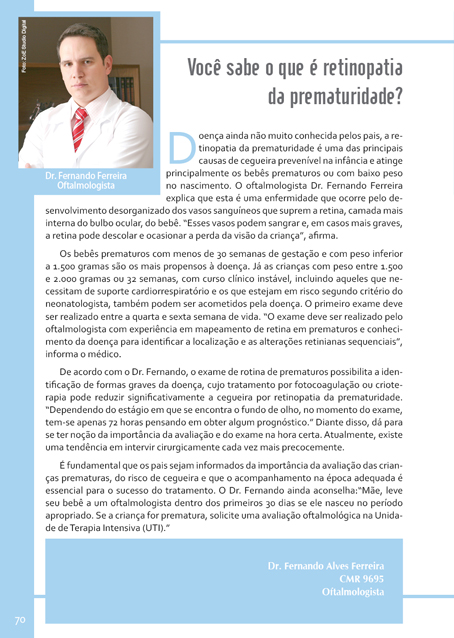 Foto: Zoé Studio Digital
Você sabe o que é retinopatia
da prematuridade?
Dr. Fernando Ferreira
Oftalmologista
Doença ainda não muito conhecida pelos pais, a re-
tinopatia da prematuridade é uma das principais
causas de cegueira prevenível na infância e atinge
principalmente os bebês prematuros ou com baixo peso
no nascimento. O oftalmologista Dr. Fernando Ferreira
explica que esta é uma enfermidade que ocorre pelo de-
senvolvimento desorganizado dos vasos sanguíneos que suprem a retina, camada mais
interna do bulbo ocular, do bebê. “Esses vasos podem sangrar e, em casos mais graves,
a retina pode descolar e ocasionar a perda da visão da criança”, afirma.
Os bebês prematuros com menos de 30 semanas de gestação e com peso inferior
a 1.500 gramas são os mais propensos à doença. Já as crianças com peso entre 1.500
e 2.000 gramas ou 32 semanas, com curso clínico instável, incluindo aqueles que ne-
cessitam de suporte cardiorrespiratório e os que estejam em risco segundo critério do
neonatologista, também podem ser acometidos pela doença. O primeiro exame deve
ser realizado entre a quarta e sexta semana de vida. “O exame deve ser realizado pelo
oftalmologista com experiência em mapeamento de retina em prematuros e conheci-
mento da doença para identificar a localização e as alterações retinianas sequenciais”,
informa o médico.
De acordo com o Dr. Fernando, o exame de rotina de prematuros possibilita a iden-
tificação de formas graves da doença, cujo tratamento por fotocoagulação ou criote-
rapia pode reduzir significativamente a cegueira por retinopatia da prematuridade.
“Dependendo do estágio em que se encontra o fundo de olho, no momento do exame,
tem-se apenas 72 horas pensando em obter algum prognóstico.” Diante disso, dá para
se ter noção da importância da avaliação e do exame na hora certa. Atualmente, existe
uma tendência em intervir cirurgicamente cada vez mais precocemente.
É fundamental que os pais sejam informados da importância da avaliação das crian-
ças prematuras, do risco de cegueira e que o acompanhamento na época adequada é
essencial para o sucesso do tratamento. O Dr. Fernando ainda aconselha:“Mãe, leve
seu bebê a um oftalmologista dentro dos primeiros 30 dias se ele nasceu no período
apropriado. Se a criança for prematura, solicite uma avaliação oftalmológica na Unida-
de de Terapia Intensiva (UTI).”
Dr. Fernando Alves Ferreira
CMR 9695
Oftalmologista
70